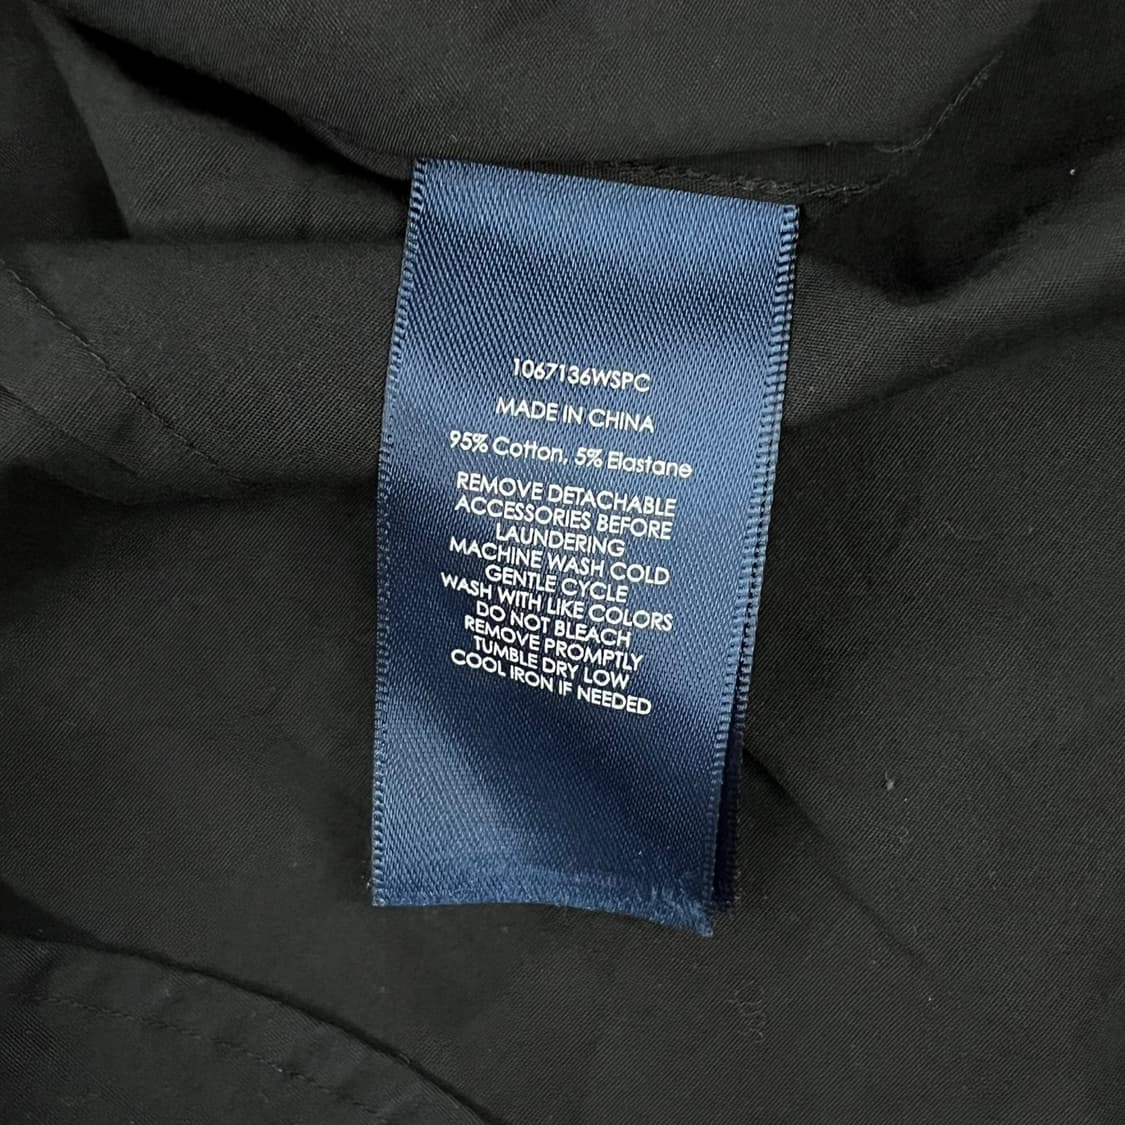 1067136WSPC
MADE IN CHINA
95% Cotton, 5% Elastane
REMOVE DETACHABLE
ACCESSORIES BEFORE
LAUNDERING
MACHINE WASH COLD
GENTLE CYCLE
WASH WITH LIKE COLORS
DO NOT BLEACH
REMOVE PROMPTLY
TUMBLE DRY LOW
COOL IRON IF NEEDED